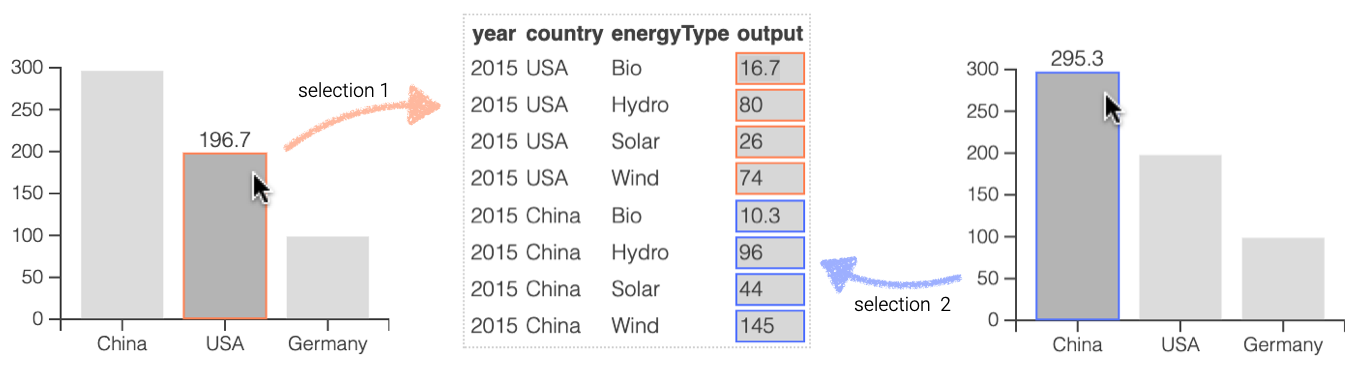 300
250
200
150
100
50
0
196.7
China USA Germany
selection 1
year country energyType output
2015 USA Bio 16.7
2015 USA Hydro 80
2015 USA Solar 26
2015 USA Wind 74
2015 China Bio 10.3
2015 China Hydro 96
2015 China Solar 44
2015 China Wind 145
selection 2
295.3
300
250
200
150
100
50
0
China USA Germany